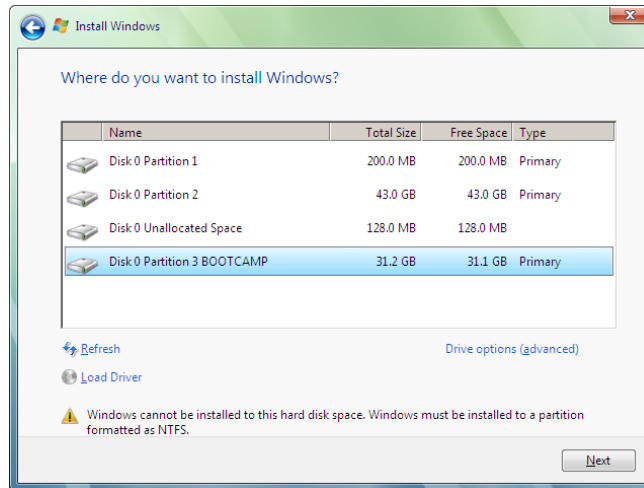 Install Windows
Where do you want to install Windows?
Name Total Size Free Space Type
Disk 0 Partition 1 200.0 MB 200.0 MB Primary
Disk 0 Partition 2 43.0 GB 43.0 GB Primary
Disk 0 Unallocated Space 128.0 MB 128.0 MB
Disk 0 Partition 3 BOOTCAMP 31.2 GB 31.1 GB Primary
Refresh Drive options (advanced)
Load Driver
Windows cannot be installed to this hard disk space. Windows must be installed to a partition
formatted as NTFS.
Next